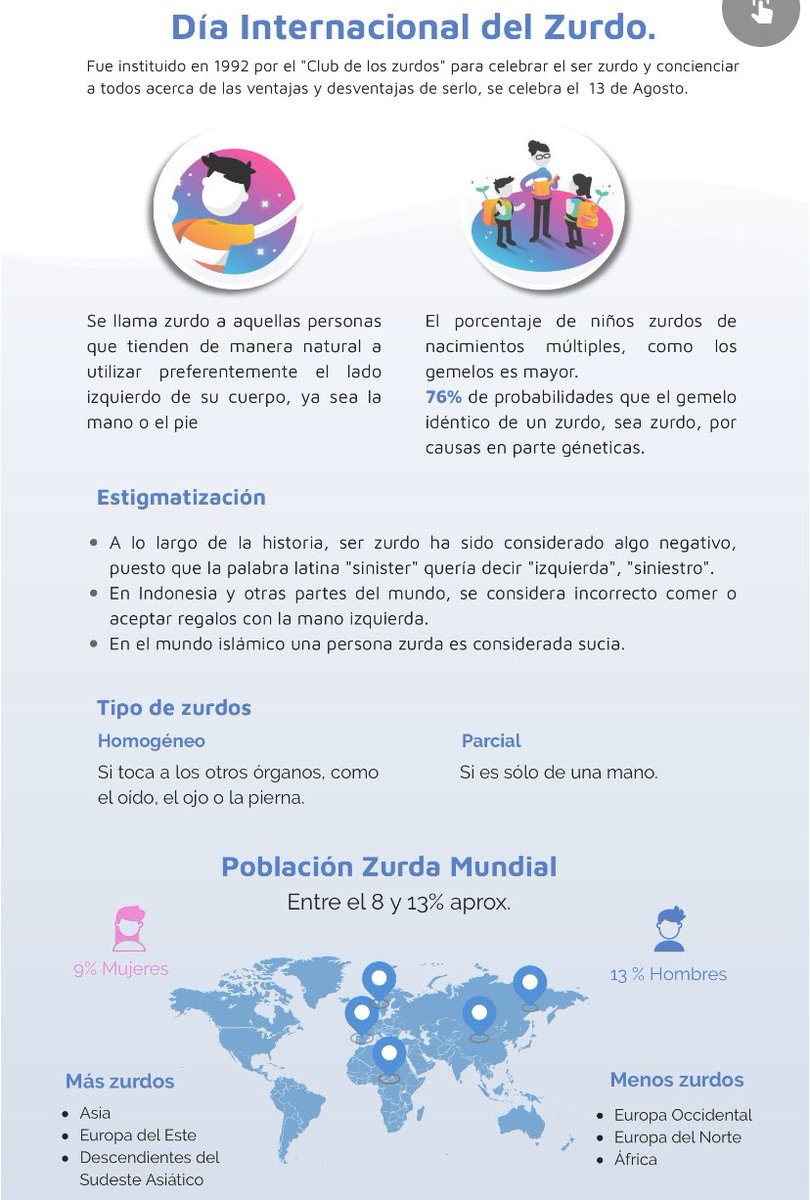 Día Internacional del Zurdo.
Fue instituido en 1992 por el "Club de los zurdos" para celebrar el ser zurdo y concienciar
a todos acerca de las ventajas y desventajas de serlo, se celebra el 13 de Agosto.
Se llama zurdo a aquellas personas
que tienden de manera natural a
utilizar preferentemente el lado
izquierdo de su cuerpo, ya sea la
mano o el pie
El porcentaje de niños zurdos de
nacimientos múltiples, como los
gemelos es mayor.
76% de probabilidades que el gemelo
idéntico de un zurdo, sea zurdo, por
causas en parte géneticas.
Estigmatización
A lo largo de la historia, ser zurdo ha sido considerado algo negativo,
puesto que la palabra latina "sinister" quería decir "izquierda", "siniestro".
En Indonesia y otras partes del mundo, se considera incorrecto comer o
aceptar regalos con la mano izquierda.
En el mundo islámico una persona zurda es considerada sucia.
Tipo de zurdos
Homogéneo
Si toca a los otros órganos, como
el oído, el ojo o la pierna.
Parcial
Si es sólo de una mano.
Población Zurda Mundial
Entre el 8 y 13% aprox.
9% Mujeres
13 % Hombres
Más zurdos
Asia
Europa del Este
Descendientes del
Sudeste Asiático
Menos zurdos
Europa Occidental
Europa del Norte
África